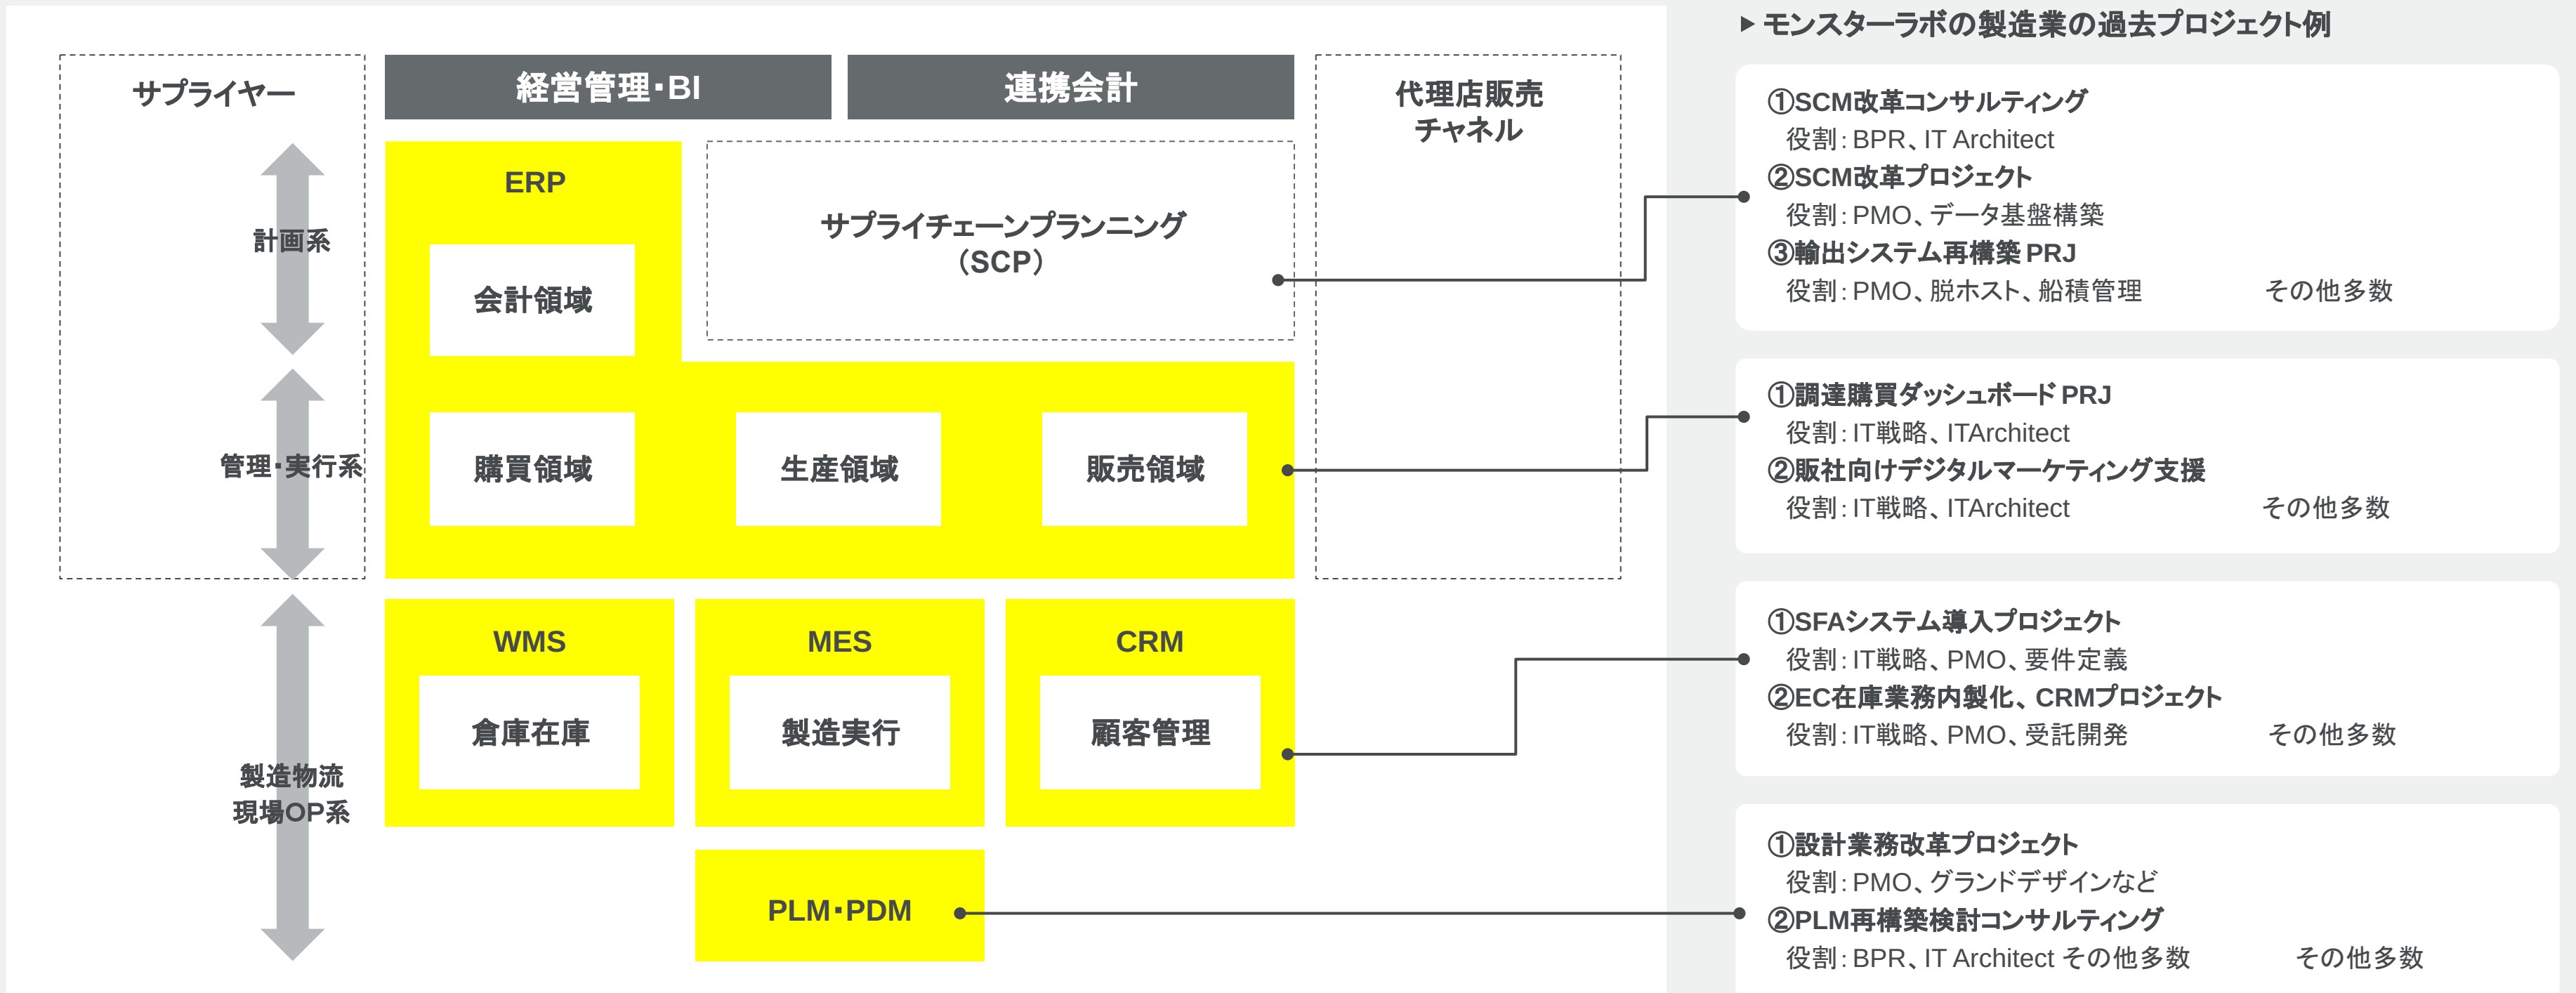 サプライヤー
計画系
管理・実行系
製造物流
現場OP系
経営管理・BI
連携会計
ERP
会計領域
サプライチェーンプランニング
（SCP）
購買領域
生産領域
販売領域
WMS
倉庫在庫
MES
製造実行
CRM
顧客管理
PLM・PDM
代理店販売
チャネル
▶ モンスターラボの製造業の過去プロジェクト例
①SCM改革コンサルティング
役割：BPR、IT Architect
②SCM改革プロジェクト
役割：PMO、データ基盤構築
③輸出システム再構築 PRJ
役割：PMO、脱ホスト、船積管理 その他多数
①調達購買ダッシュボード PRJ
役割：IT戦略、ITArchitect
②販社向けデジタルマーケティング支援
役割：IT戦略、ITArchitect その他多数
①SFAシステム導入プロジェクト
役割：IT戦略、PMO、要件定義
②EC在庫業務内製化、CRMプロジェクト
役割：IT戦略、PMO、受託開発 その他多数
①設計業務改革プロジェクト
役割：PMO、グランドデザインなど
②PLM再構築検討コンサルティング
役割：BPR、IT Architect その他多数 その他多数